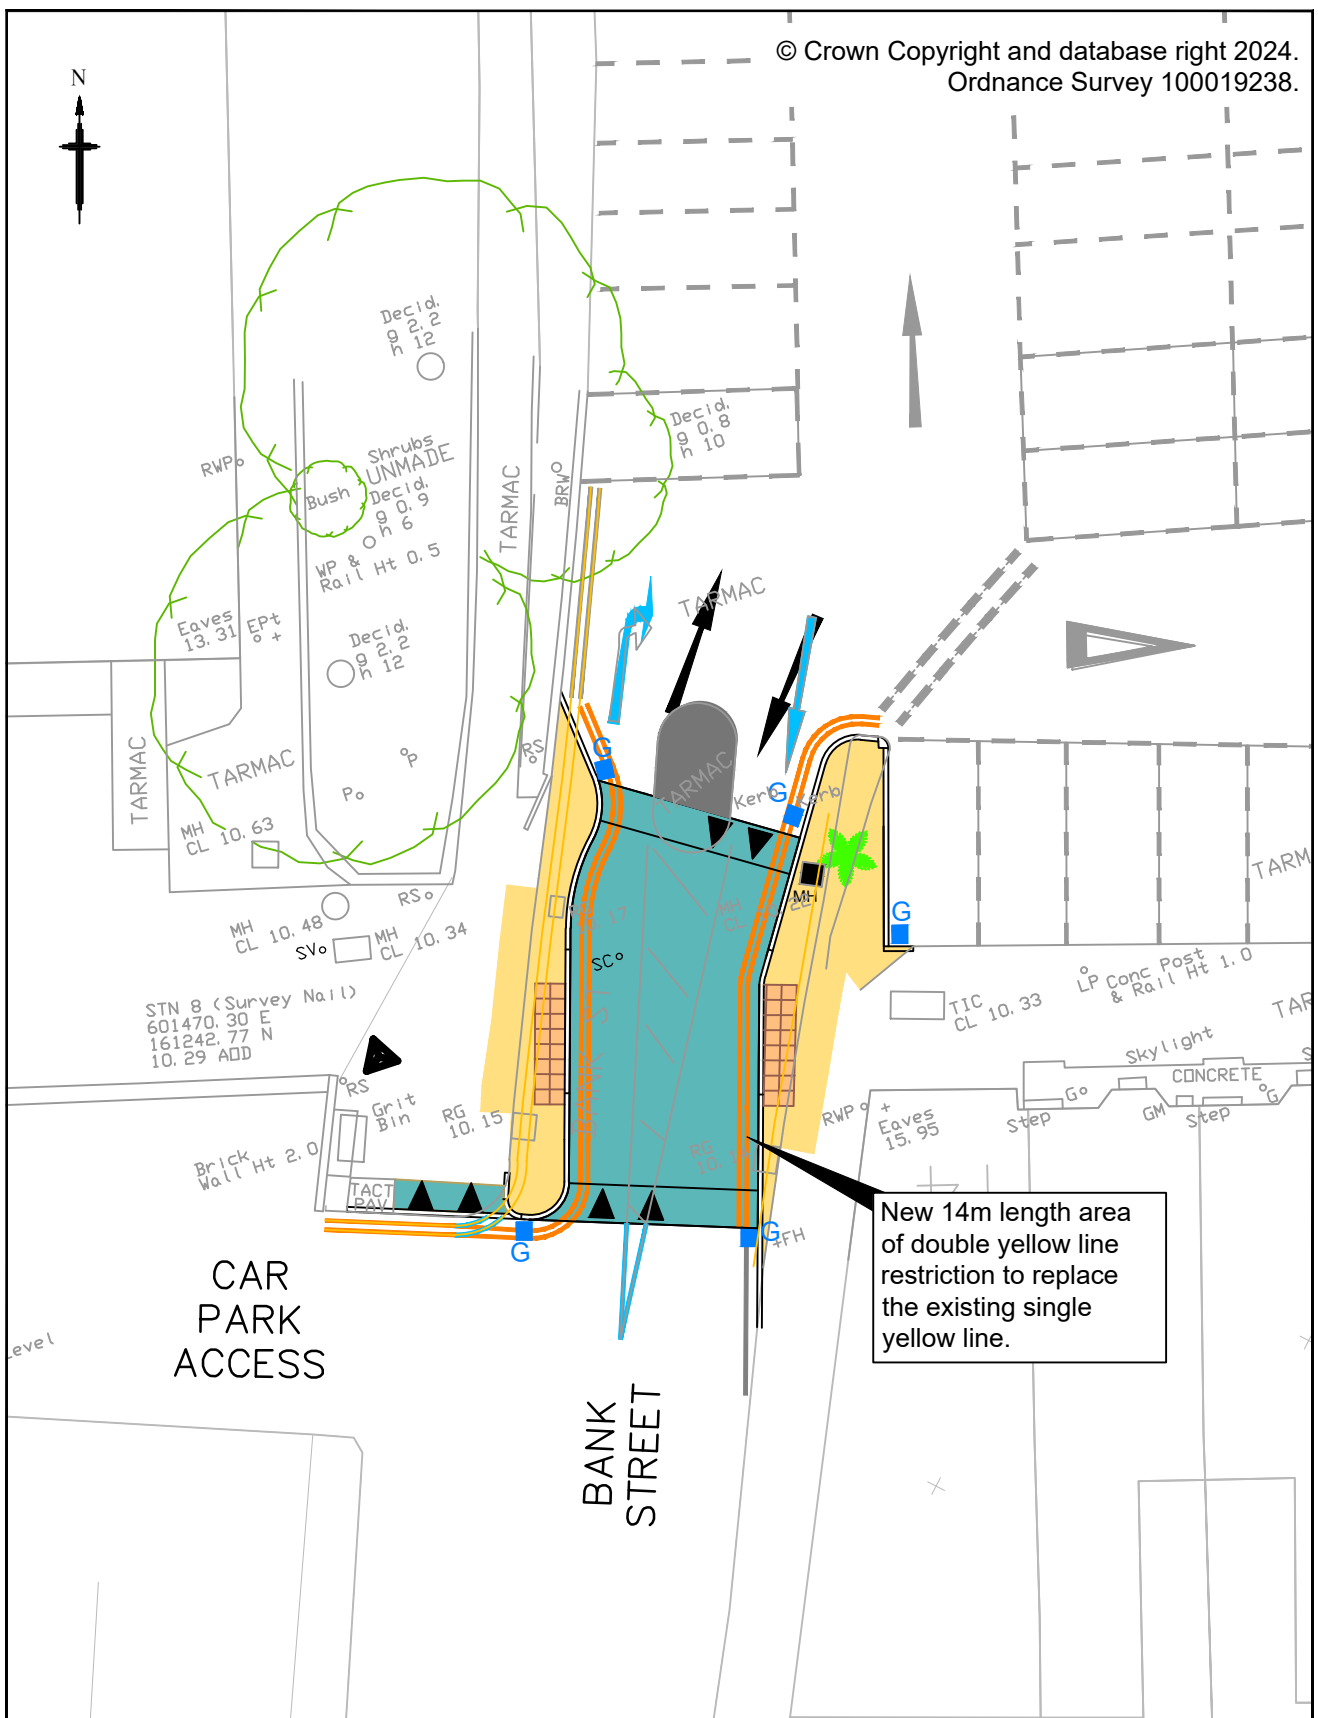 © Crown Copyright and database right 2024.
Ordnance Survey 100019238.
N
Decid.
g 2.2
h 12
Decid.
g 0.8
h 10
RWP
Shrubs
UNMADE
Bush
Decid.
g 0.9
h 6
WP &
Rail Ht 0.5
TARMAC
BRW
Eaves
13.31
EPt
Decid.
g 2.2
h 12
TARMAC
TARMAC
TARMAC
P
P
RS
G
TARMAC
Kerb
G
Kerb
MH
CL 10.63
MH
G
TARM
RS
MH
CL 10.48
MH
CL 10.34
SV
SC
MH
CL
STN 8 (Survey Nail)
601470.30 E
161242.77 N
10.29 AOD
TIC
CL 10.33
LP
Conc Post
& Rail Ht 1.0
TAR
Skylight
CONCRETE
RS
Grit
Bin
RG
10.15
RG
RWP
Eaves
15.95
Step
G
GM
Step
G
Brick
Wall Ht 2.0
TACT
PAV
G
G
FH
New 14m length area
of double yellow line
restriction to replace
the existing single
yellow line.
CAR
PARK
ACCESS
Level
BANK
STREET